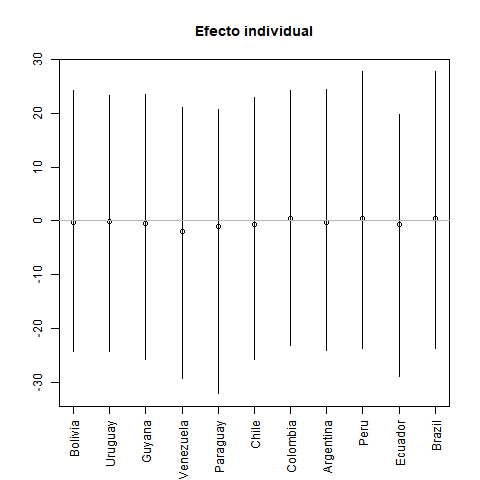 Efecto individual
30
20
10
0
-10
-20
-30
Bolivia
Uruguay
Guyana
Venezuela
Paraguay
Chile
Colombia
Argentina
Peru
Ecuador
Brazil